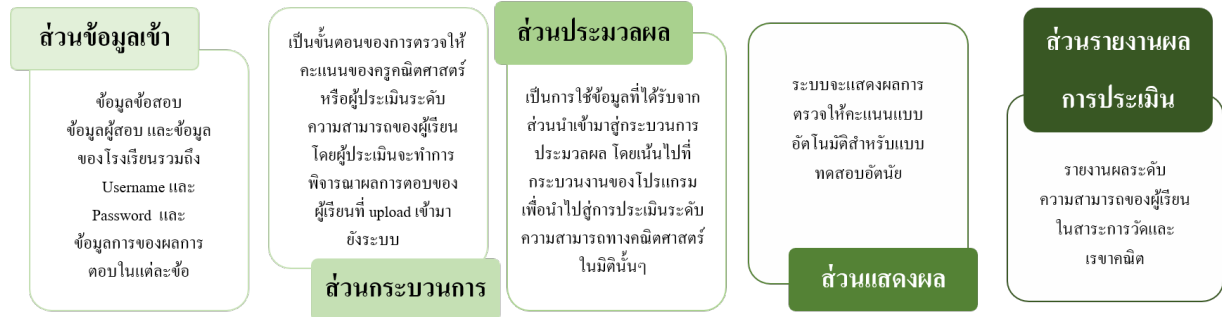 ส่วนข้อมูลเข้า
ข้อมูลข้อสอบ
ข้อมูลผู้สอบ และข้อมูล
ของโรงเรียนรวมถึง
Username และ
Password และ
ข้อมูลการของผลการ
ตอบในแต่ละข้อ
เป็นขั้นตอนของการตรวจให้
คะแนนของครูคณิตศาสตร์
หรือผู้ประเมินระดับ
ความสามารถของผู้เรียน
โดยผู้ประเมินจะทำการ
พิจารณาผลการตอบของ
ผู้เรียนที่ upload เข้ามา
ยังระบบ
ส่วนกระบวนการ
ส่วนประมวลผล
เป็นการใช้ข้อมูลที่ได้รับจาก
ส่วนนำเข้ามาสู่กระบวนการ
ประมวลผล โดยเน้นไปที่
กระบวนงานของโปรแกรม
เพื่อนำไปสู่การประเมินระดับ
ความสามารถทางคณิตศาสตร์
ในมิตินั้นๆ
ระบบจะแสดงผลการ
ตรวจให้คะแนนแบบ
อัตโนมัติสำหรับแบบ
ทดสอบอัตนัย
ส่วนแสดงผล
ส่วนรายงานผล
การประเมิน
รายงานผลระดับ
ความสามารถของผู้เรียน
ในสาระการวัดและ
เรขาคณิต